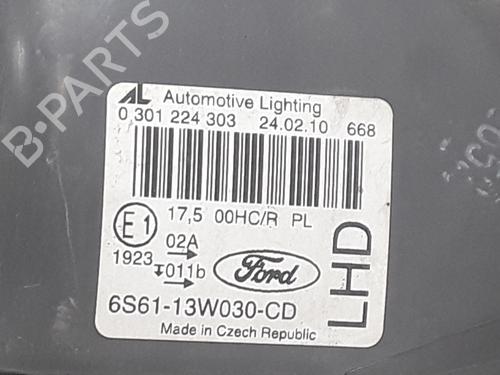 AL Automotive Lighting
0 301 224 303 24.02.10 668
17,5 00HC/R PL
E1 02A
1923 011b
Ford
6S61-13W030-CD
Made in Czech Republic
LHD
B-PARTS